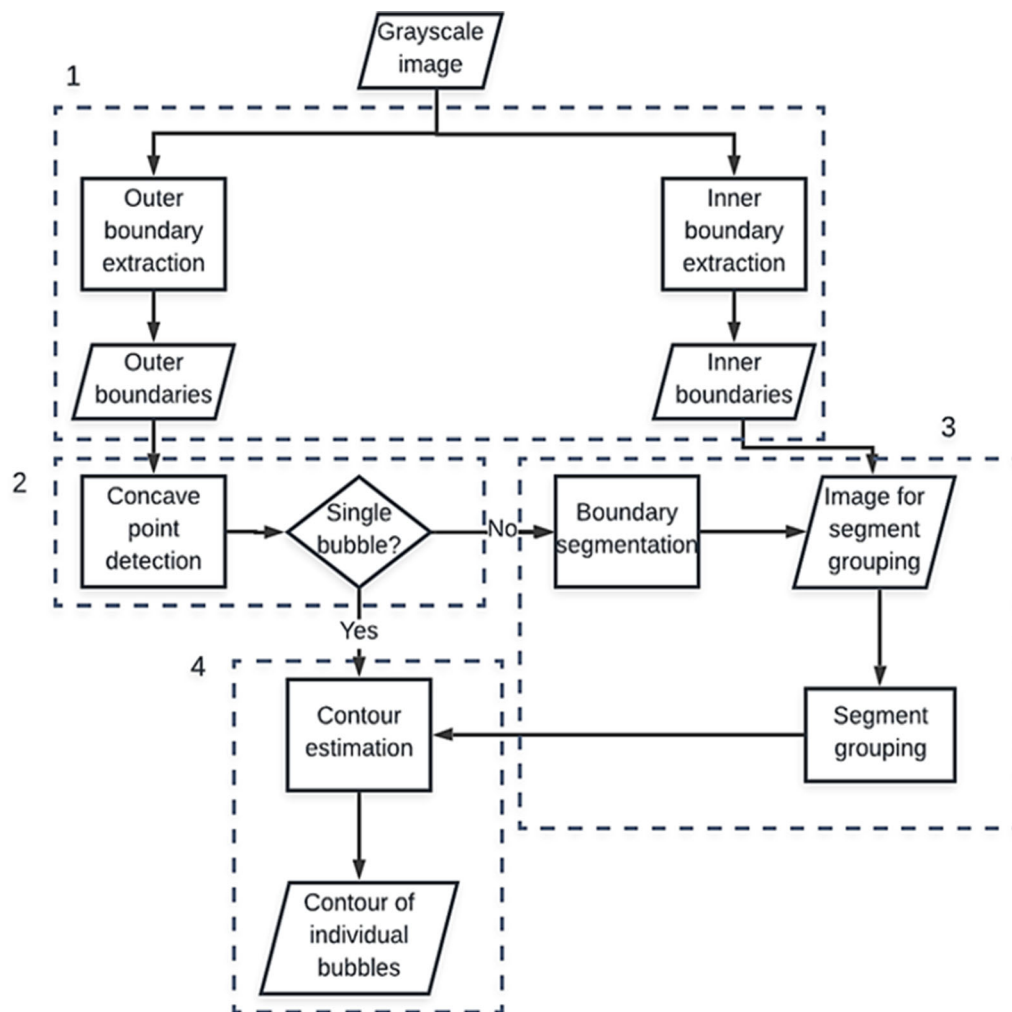 Grayscale
image
1
Outer
boundary
extraction
Inner
boundary
extraction
Outer
boundaries
Inner
boundaries
3
2
Concave
point
detection
Single
bubble?
No
Boundary
segmentation
Image for
segment
grouping
Yes
4
Contour
estimation
Segment
grouping
Contour of
individual
bubbles